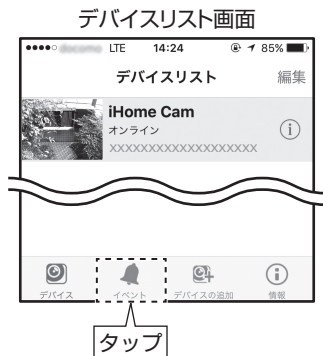 デバイスリスト画面
LTE 14:24 85%
デバイスリスト 編集
iHome Cam
オンライン
XXXXXXXXXXXXXXXXXXXX
デバイス イベント デバイスの追加 情報
タップ